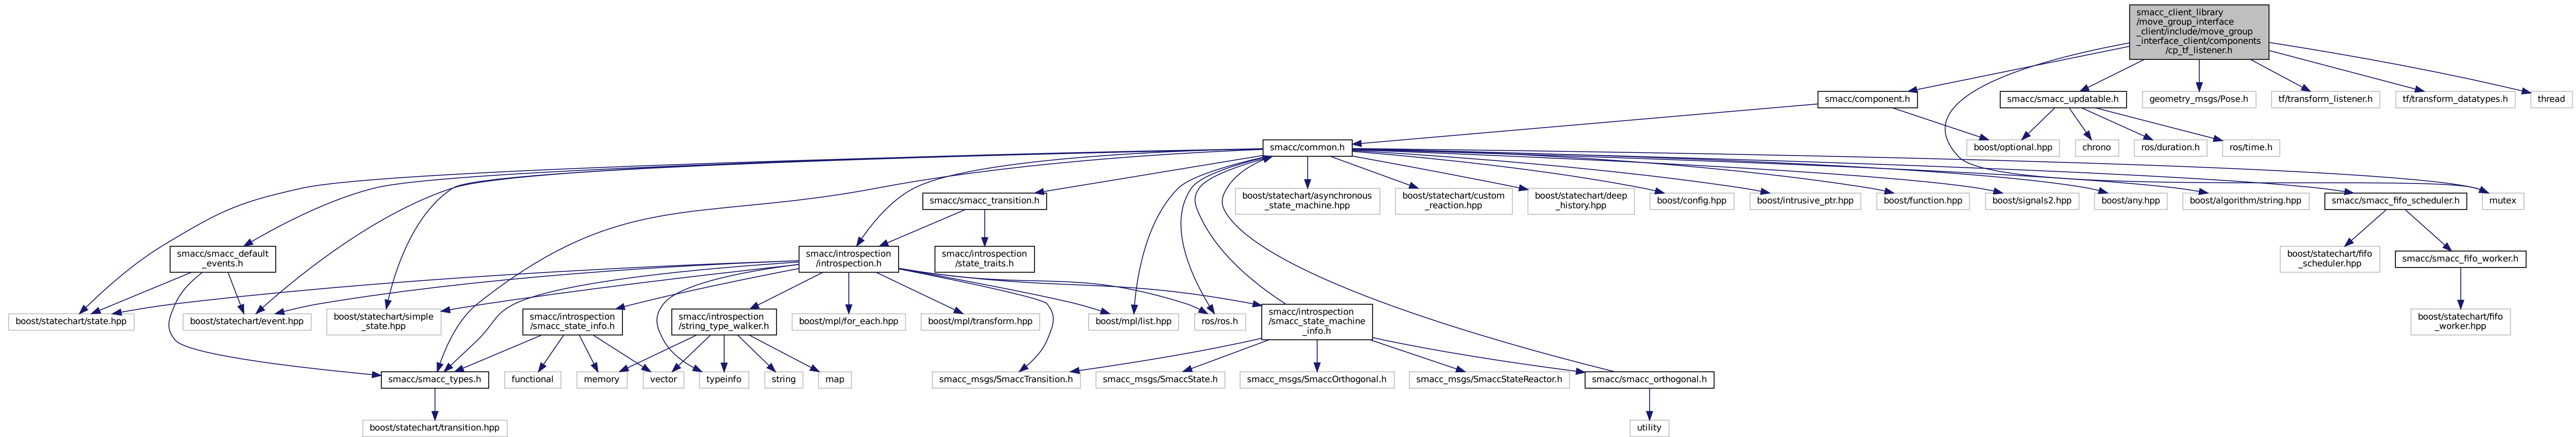 smacc_client_library
/move_group_interface
_client/include/move_group
_interface_client/components
/cp_tf_listener.h
smacc/component.h
smacc/smacc_updatable.h
geometry_msgs/Pose.h
tf/transform_listener.h
tf/transform_datatypes.h
thread
smacc/common.h
boost/optional.hpp
chrono
ros/duration.h
ros/time.h
smacc/smacc_transition.h
boost/statechart/asynchronous
_state_machine.hpp
boost/statechart/custom
_reaction.hpp
boost/statechart/deep
_history.hpp
boost/config.hpp
boost/intrusive_ptr.hpp
boost/function.hpp
boost/signals2.hpp
boost/any.hpp
boost/algorithm/string.hpp
smacc/smacc_fifo_scheduler.h
mutex
smacc/smacc_default
_events.h
smacc/introspection
/introspection.h
smacc/introspection
/state_traits.h
boost/statechart/fifo
_scheduler.hpp
smacc/smacc_fifo_worker.h
boost/statechart/state.hpp
boost/statechart/event.hpp
boost/statechart/simple
_state.hpp
smacc/introspection
/smacc_state_info.h
smacc/introspection
/string_type_walker.h
boost/mpl/for_each.hpp
boost/mpl/transform.hpp
boost/mpl/list.hpp
ros/ros.h
smacc/introspection
/smacc_state_machine
_info.h
boost/statechart/fifo
_worker.hpp
smacc/smacc_types.h
functional
memory
vector
typeinfo
string
map
smacc_msgs/SmaccTransition.h
smacc_msgs/SmaccState.h
smacc_msgs/SmaccOrthogonal.h
smacc_msgs/SmaccStateReactor.h
smacc/smacc_orthogonal.h
boost/statechart/transition.hpp
utility